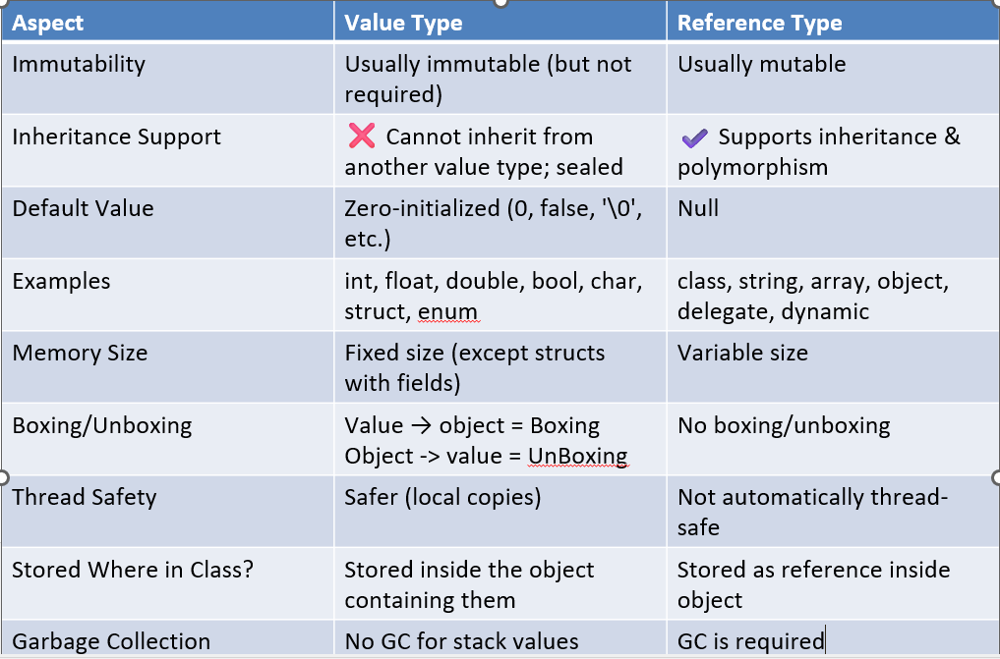 Aspect Value Type Reference Type
Immutability Usually immutable (but not Usually mutable
required)
Inheritance Support ❌ Cannot inherit from ✔ Supports inheritance &
another value type; sealed polymorphism
Default Value Zero-initialized (0, false, '\0', Null
etc.)
Examples int, float, double, bool, char, class, string, array, object,
struct, enum delegate, dynamic
Memory Size Fixed size (except structs Variable size
with fields)
Boxing/Unboxing Value → object = Boxing No boxing/unboxing
Object -> value = UnBoxing
Thread Safety Safer (local copies) Not automatically thread-
safe
Stored Where in Class? Stored inside the object Stored as reference inside
containing them object
Garbage Collection No GC for stack values GC is required